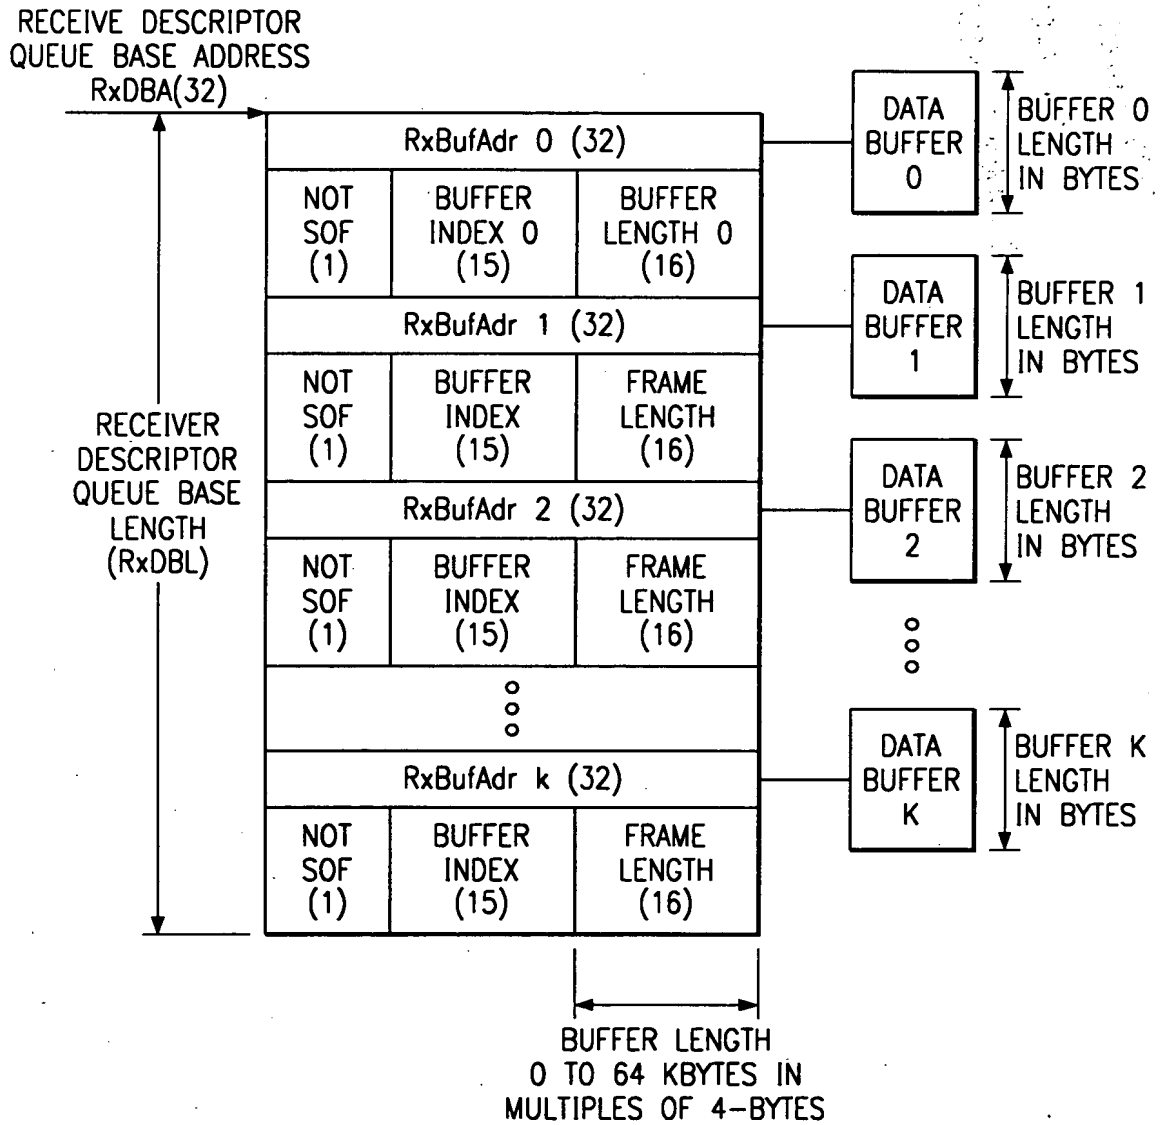 RECEIVE DESCRIPTOR
QUEUE BASE ADDRESS
RxDBA(32)
RxBufAdr 0 (32)
NOT
SOF
(1)
BUFFER
INDEX 0
(15)
BUFFER
LENGTH 0
(16)
RxBufAdr 1 (32)
NOT
SOF
(1)
BUFFER
INDEX
(15)
FRAME
LENGTH
(16)
RxBufAdr 2 (32)
NOT
SOF
(1)
BUFFER
INDEX
(15)
FRAME
LENGTH
(16)
RxBufAdr k (32)
NOT
SOF
(1)
BUFFER
INDEX
(15)
FRAME
LENGTH
(16)
RECEIVER
DESCRIPTOR
QUEUE BASE
LENGTH
(RxDBL)
DATA
BUFFER
0
BUFFER 0
LENGTH
IN BYTES
DATA
BUFFER
1
BUFFER 1
LENGTH
IN BYTES
DATA
BUFFER
2
BUFFER 2
LENGTH
IN BYTES
DATA
BUFFER
K
BUFFER K
LENGTH
IN BYTES
BUFFER LENGTH
0 TO 64 KBYTES IN
MULTIPLES OF 4-BYTES